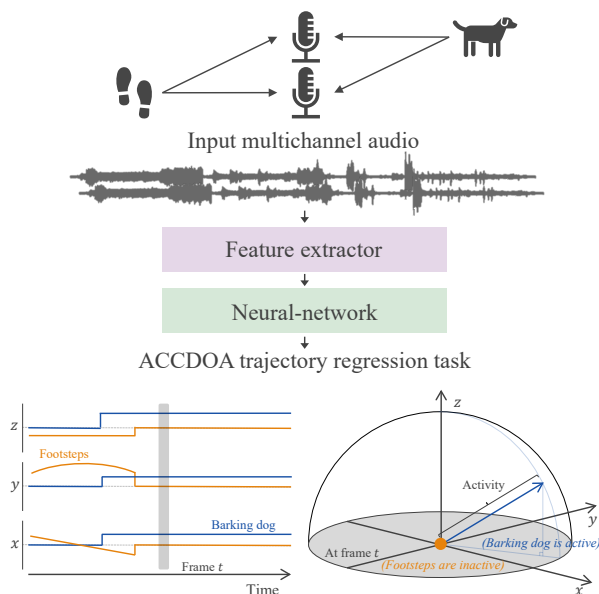 Input multichannel audio
Feature extractor
Neural-network
ACCDOA trajectory regression task
z
Footsteps
y
Barking dog
x
Frame t
Time
z
Activity
y
(Barking dog is active)
At frame t
(Footsteps are inactive)
x